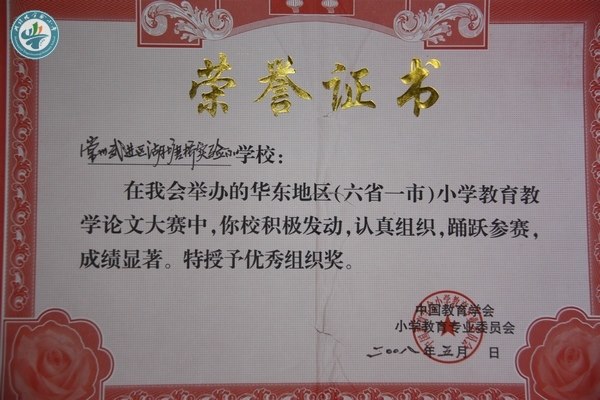 荣誉证书
常州武进区湖塘桥实验小学校：
在我会举办的华东地区(六省一市)小学教育教
学论文大赛中，你校积极发动，认真组织，踊跃参赛，
成绩显著。特授予优秀组织奖。
中国教育学会
小学教育专业委员会
二〇〇八年五月 日